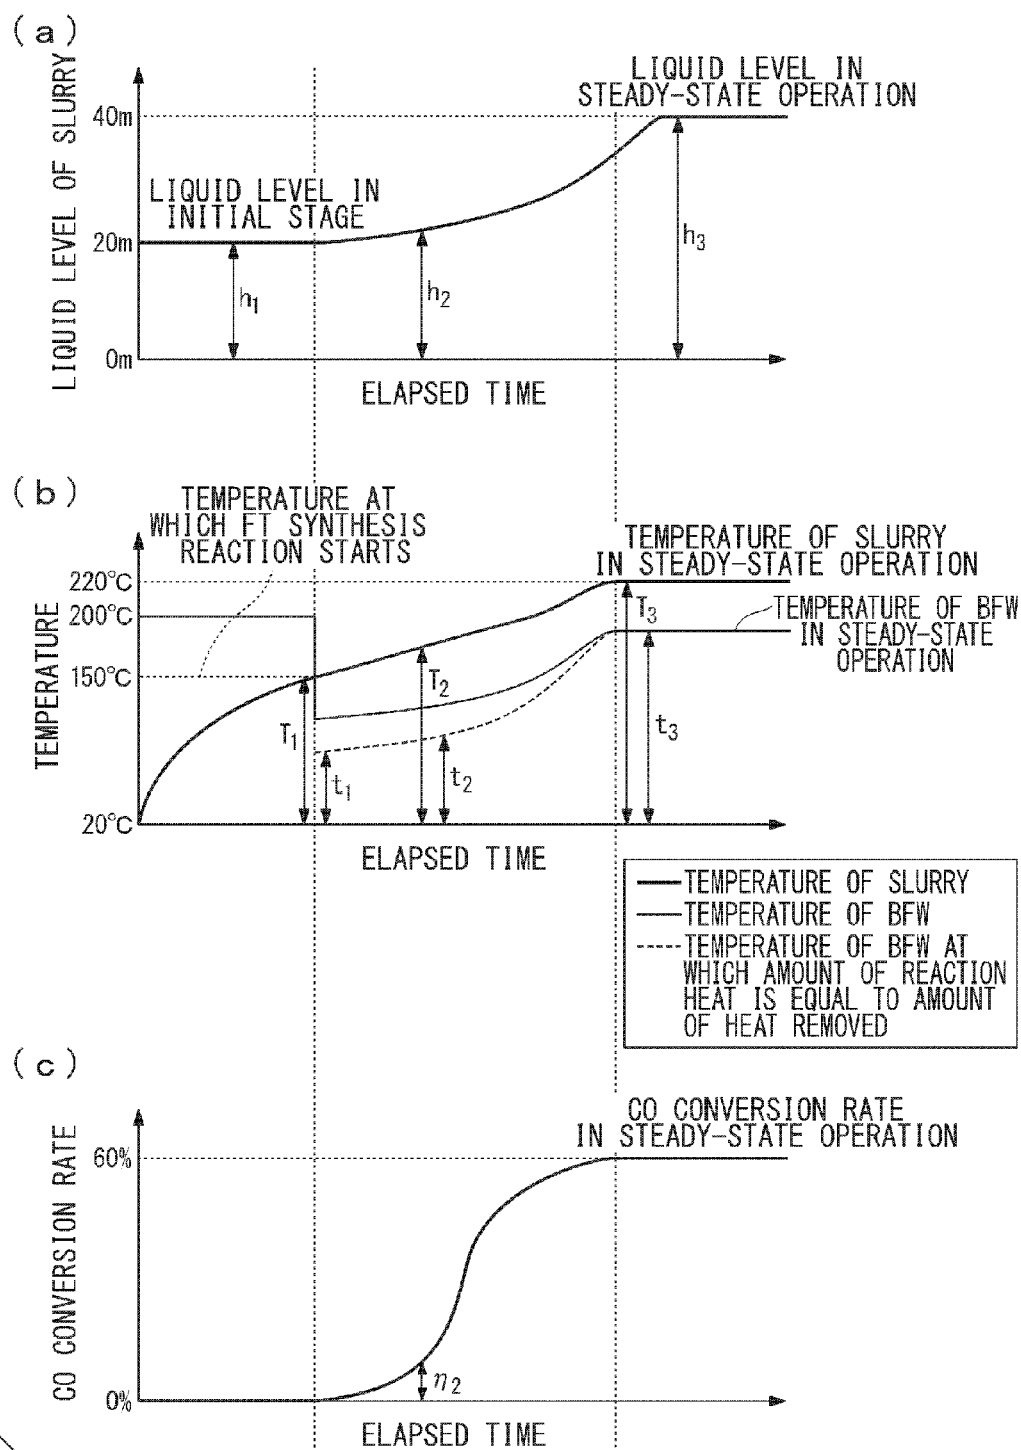 (a)
LIQUID LEVEL OF SLURRY
40m
20m
0m
LIQUID LEVEL IN
INITIAL STAGE
LIQUID LEVEL IN
STEADY-STATE OPERATION
h1
h2
h3
ELAPSED TIME
(b)
TEMPERATURE AT
WHICH FT SYNTHESIS
REACTION STARTS
TEMPERATURE
220°C
200°C
150°C
20°C
TEMPERATURE OF SLURRY
IN STEADY-STATE OPERATION
TEMPERATURE OF BFW
IN STEADY-STATE
OPERATION
T1
t1
T2
t2
T3
t3
ELAPSED TIME
TEMPERATURE OF SLURRY
TEMPERATURE OF BFW
TEMPERATURE OF BFW AT
WHICH AMOUNT OF REACTION
HEAT IS EQUAL TO AMOUNT
OF HEAT REMOVED
(c)
CO CONVERSION RATE
60%
0%
CO CONVERSION RATE
IN STEADY-STATE OPERATION
η2
ELAPSED TIME